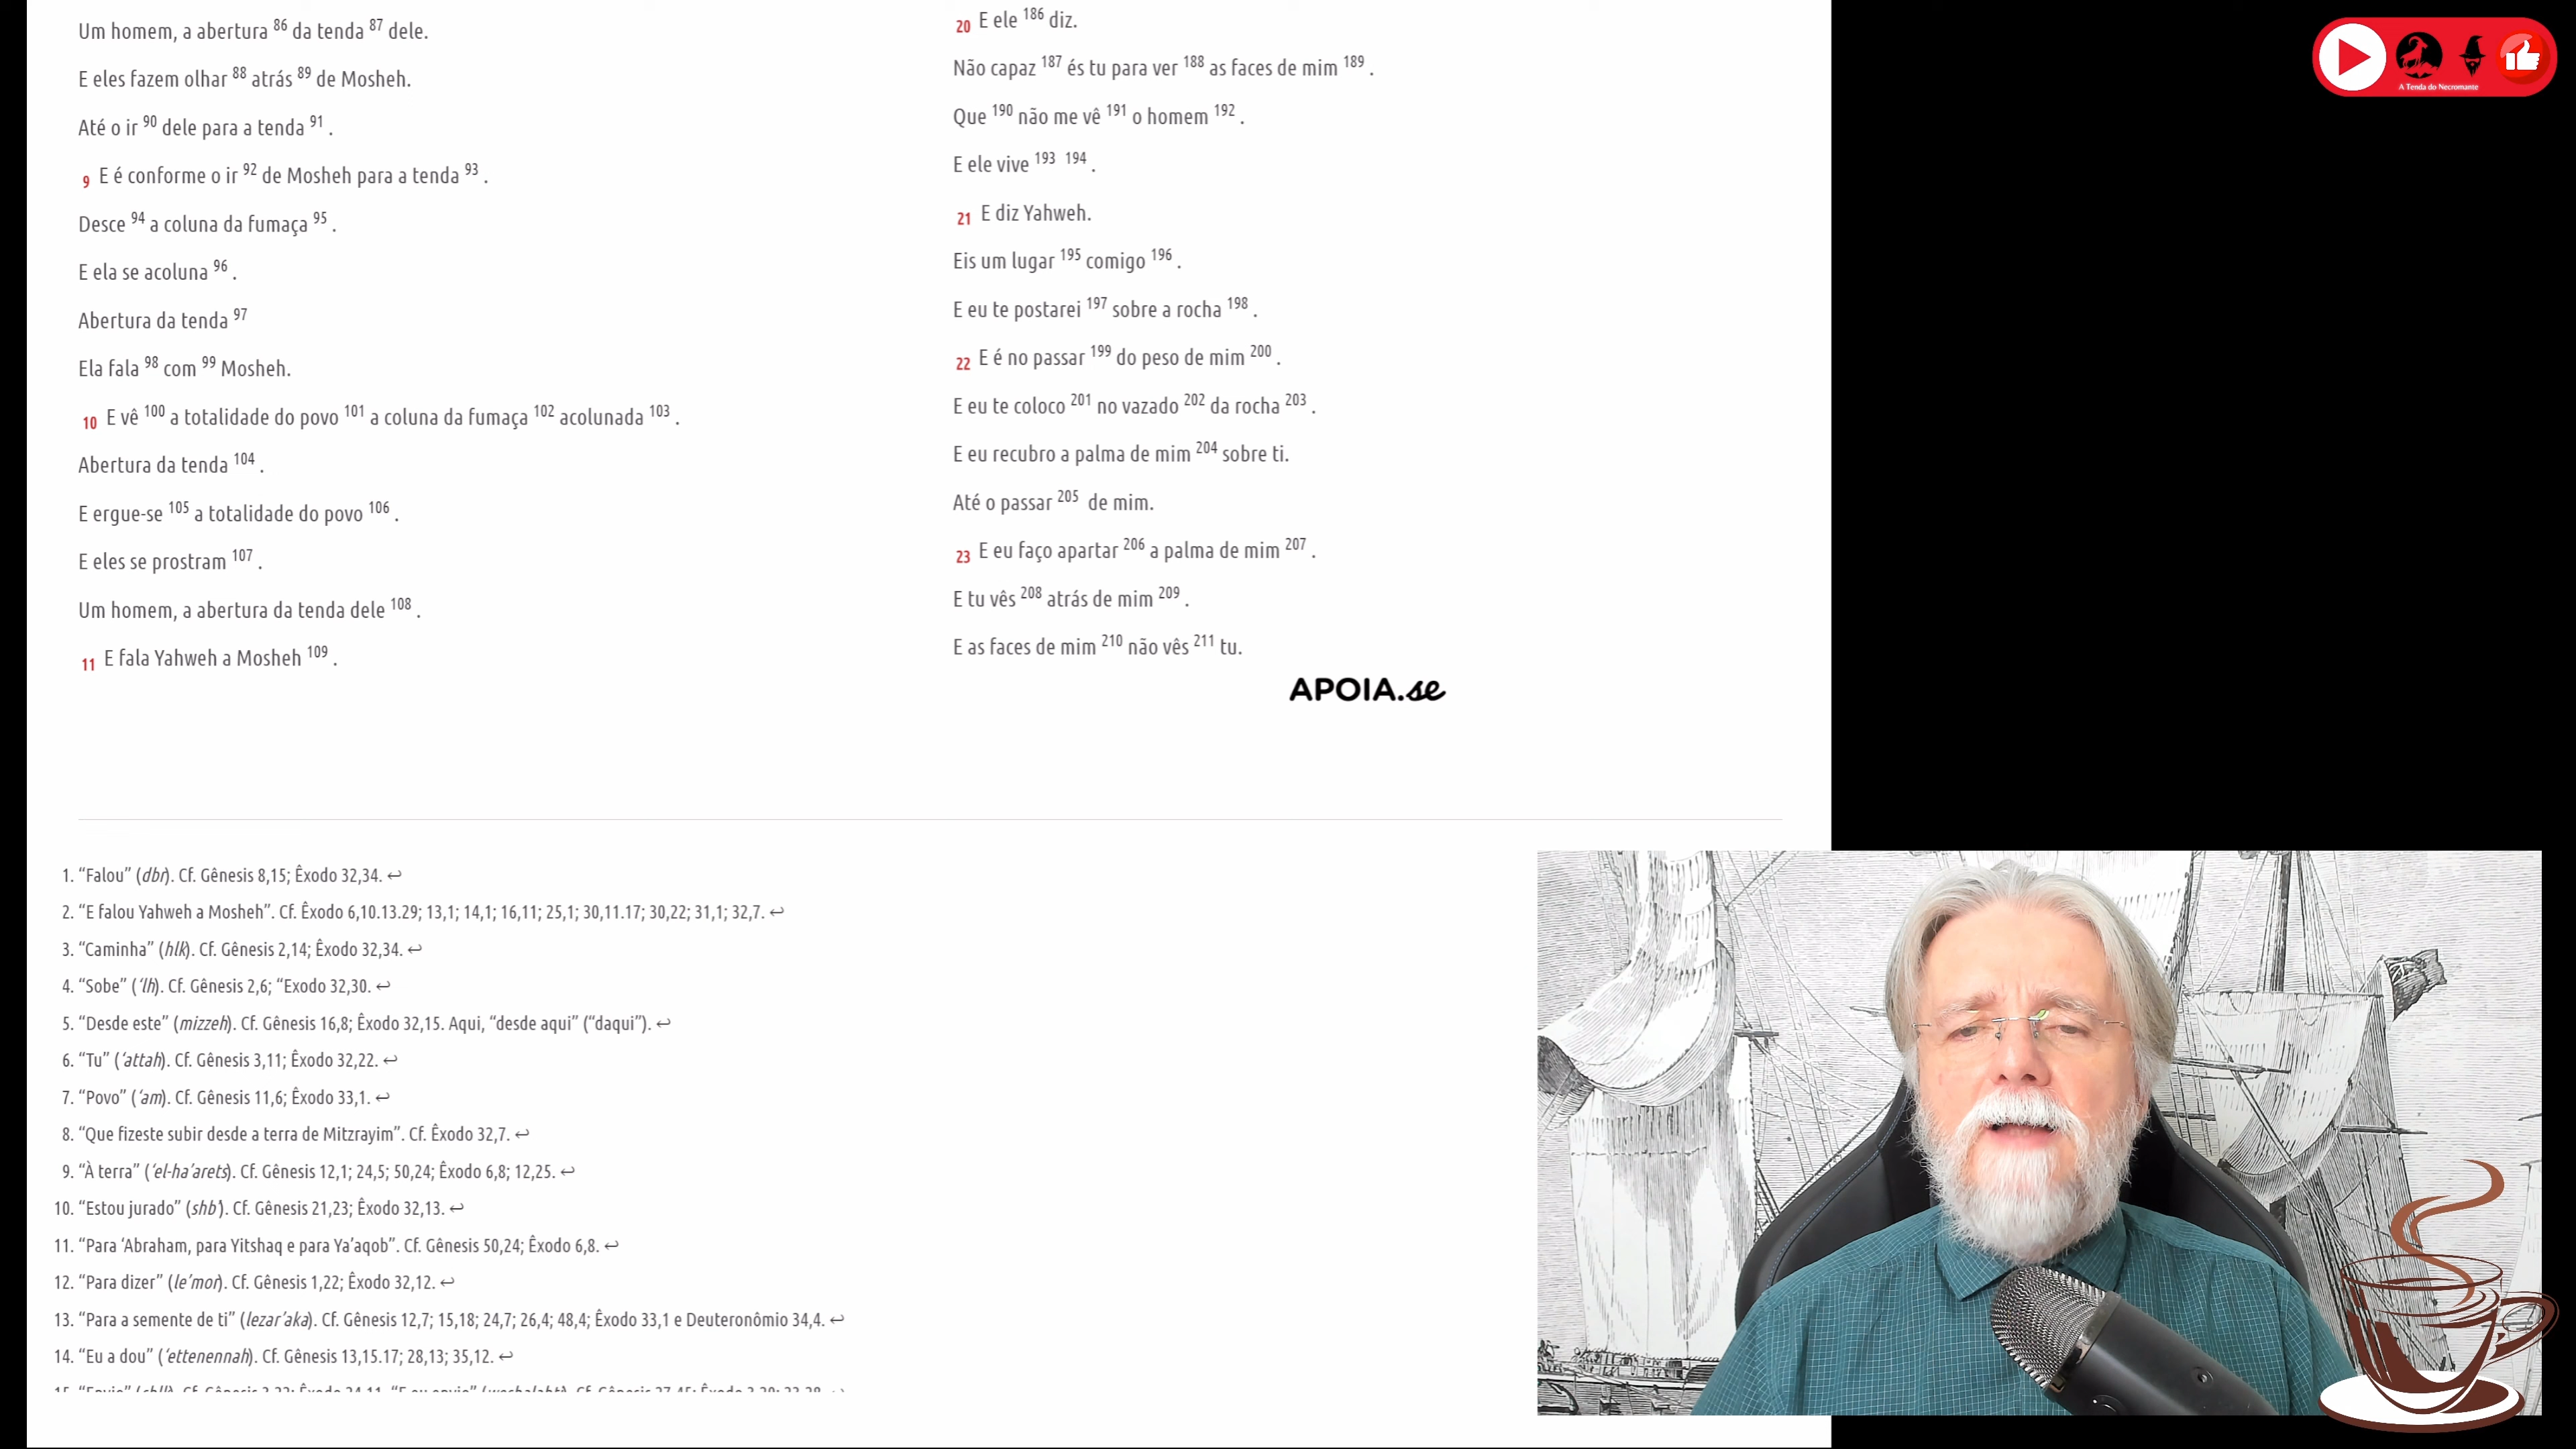 Um homem, a abertura 86 da tenda 87 dele.
E eles fazem olhar 88 atrás 89 de Mosheh.
Até o ir 90 dele para a tenda 91 .
9 E é conforme o ir 92 de Mosheh para a tenda 93 .
Desce 94 a coluna da fumaça 95 .
E ela se acoluna 96 .
Abertura da tenda 97
Ela fala 98 com 99 Mosheh.
10 E vê 100 a totalidade do povo 101 a coluna da fumaça 102 acolunada 103 .
Abertura da tenda 104 .
E ergue-se 105 a totalidade do povo 106 .
E eles se prostram 107 .
Um homem, a abertura da tenda dele 108 .
11 E fala Yahweh a Mosheh 109 .
20 E ele 186 diz.
Não capaz 187 és tu para ver 188 as faces de mim 189 .
Que 190 não me vê 191 o homem 192 .
E ele vive 193 194 .
21 E diz Yahweh.
Eis um lugar 195 comigo 196 .
E eu te postarei 197 sobre a rocha 198 .
22 E é no passar 199 do peso de mim 200 .
E eu te coloco 201 no vazado 202 da rocha 203 .
E eu recubro a palma de mim 204 sobre ti.
Até o passar 205 de mim.
23 E eu faço apartar 206 a palma de mim 207 .
E tu vês 208 atrás de mim 209 .
E as faces de mim 210 não vês 211 tu.
APOIA.se
1. “Falou” (dbr). Cf. Gênesis 8,15; Êxodo 32,34. ↩
2. “E falou Yahweh a Mosheh”. Cf. Êxodo 6,10.13.29; 13,1; 14,1; 16,11; 25,1; 30,11.17; 30,22; 31,1; 32,7. ↩
3. “Caminha” (hlk). Cf. Gênesis 2,14; Êxodo 32,34. ↩
4. “Sobe” (‘lh). Cf. Gênesis 2,6; “Exodo 32,30. ↩
5. “Desde este” (mizzeh). Cf. Gênesis 16,8; Êxodo 32,15. Aqui, “desde aqui” (“daqui”). ↩
6. “Tu” (‘attah). Cf. Gênesis 3,11; Êxodo 32,22. ↩
7. “Povo” (‘am). Cf. Gênesis 11,6; Êxodo 33,1. ↩
8. “Que fizeste subir desde a terra de Mitzrayim”. Cf. Êxodo 32,7. ↩
9. “À terra” (‘el-ha’arets). Cf. Gênesis 12,1; 24,5; 50,24; Êxodo 6,8; 12,25. ↩
10. “Estou jurado” (shb‘). Cf. Gênesis 21,23; Êxodo 32,13. ↩
11. “Para ‘Abraham, para Yitshaq e para Ya’aqob”. Cf. Gênesis 50,24; Êxodo 6,8. ↩
12. “Para dizer” (le’mor). Cf. Gênesis 1,22; Êxodo 32,12. ↩
13. “Para a semente de ti” (lezar’aka). Cf. Gênesis 12,7; 15,18; 24,7; 26,4; 48,4; Êxodo 33,1 e Deuteronômio 34,4. ↩
14. “Eu a dou” (‘ettenennah). Cf. Gênesis 13,15.17; 28,13; 35,12. ↩
A Tenda do Necromante